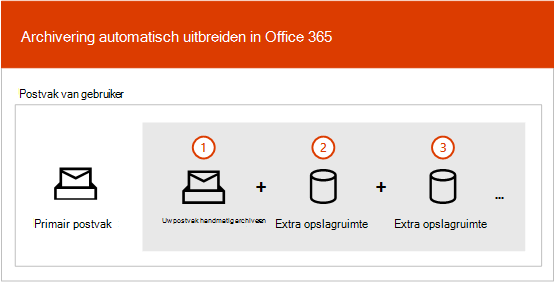 Archivering automatisch uitbreiden in Office 365
Postvak van gebruiker
1
2
3
+
+
...
Primair postvak
Uw postvak handmatig archiveren
Extra opslagruimte
Extra opslagruimte